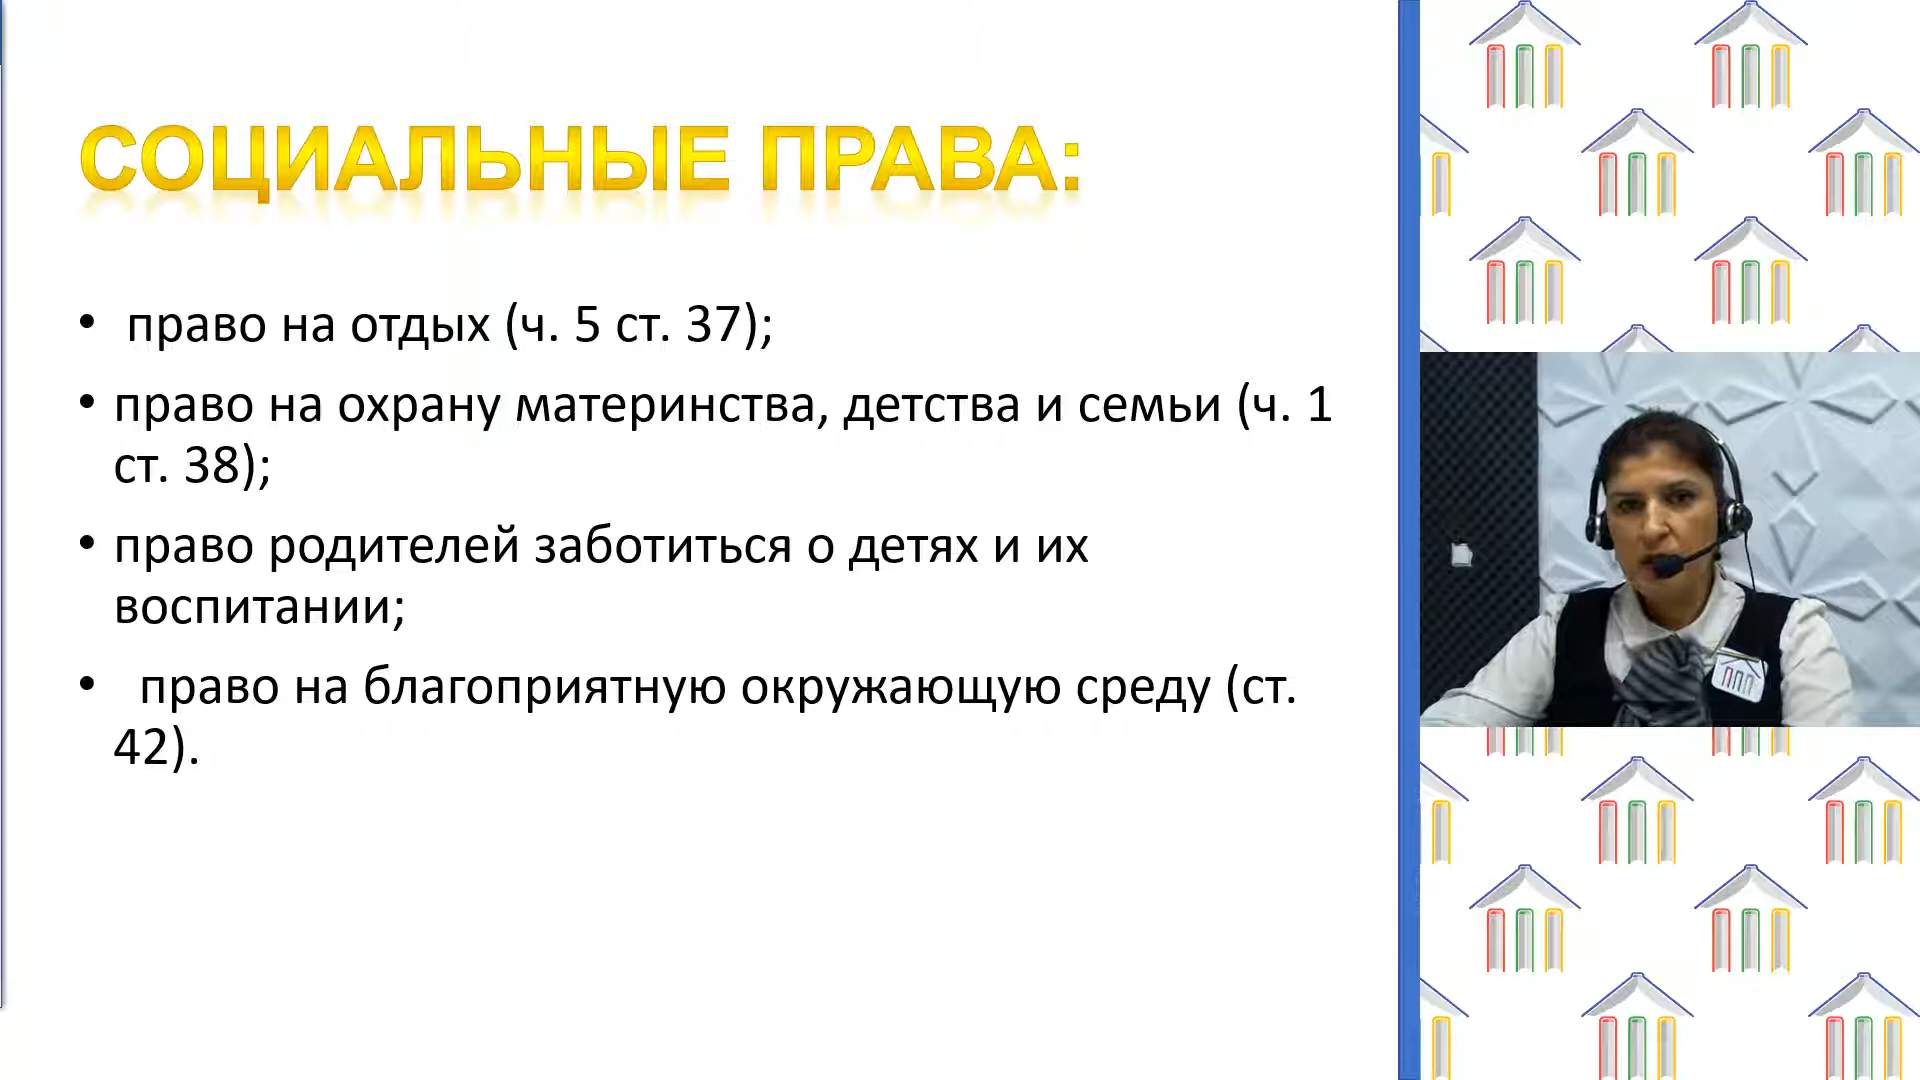 СОЦИАЛЬНЫЕ ПРАВА:
• право на отдых (ч. 5 ст. 37);
• право на охрану материнства, детства и семьи (ч. 1
ст. 38);
• право родителей заботиться о детях и их
воспитании;
• право на благоприятную окружающую среду (ст.
42).